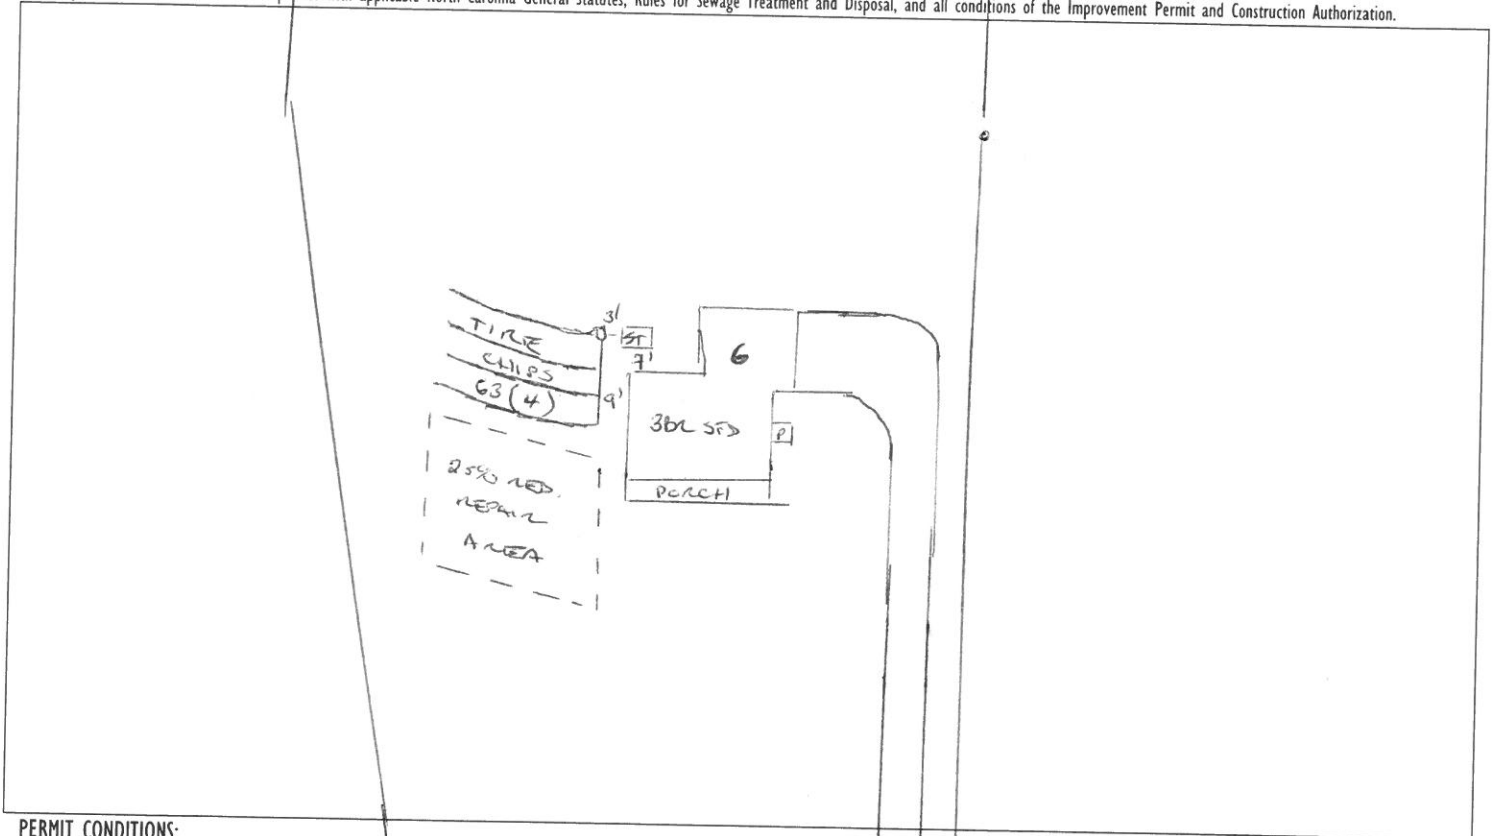 applicable North Carolina General Statutes, Rules for Sewage Treatment and Disposal, and all conditions of the Improvement Permit and Construction Authorization.
3'
ST
7'
TIRE
CHIPS
63 (4)
9'
6
3BR SFD
P
PORCH
25% RED.
REPAIR
AREA
PERMIT CONDITIONS: